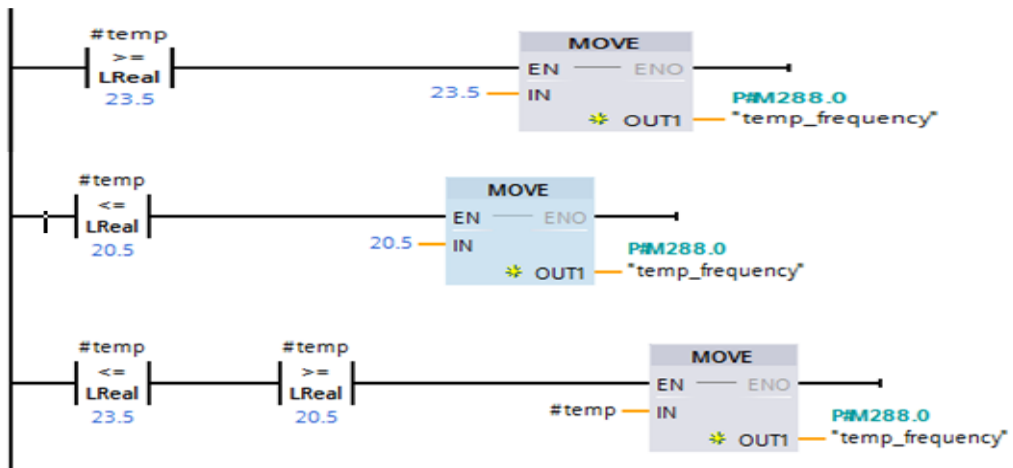 #temp
>=
LReal
23.5
MOVE
EN ENO
23.5 IN
OUT1
P#M288.0
"temp_frequency"
#temp
<=
LReal
20.5
MOVE
EN ENO
20.5 IN
OUT1
P#M288.0
"temp_frequency"
#temp
<=
LReal
23.5
#temp
>=
LReal
20.5
MOVE
EN ENO
#temp IN
OUT1
P#M288.0
"temp_frequency"